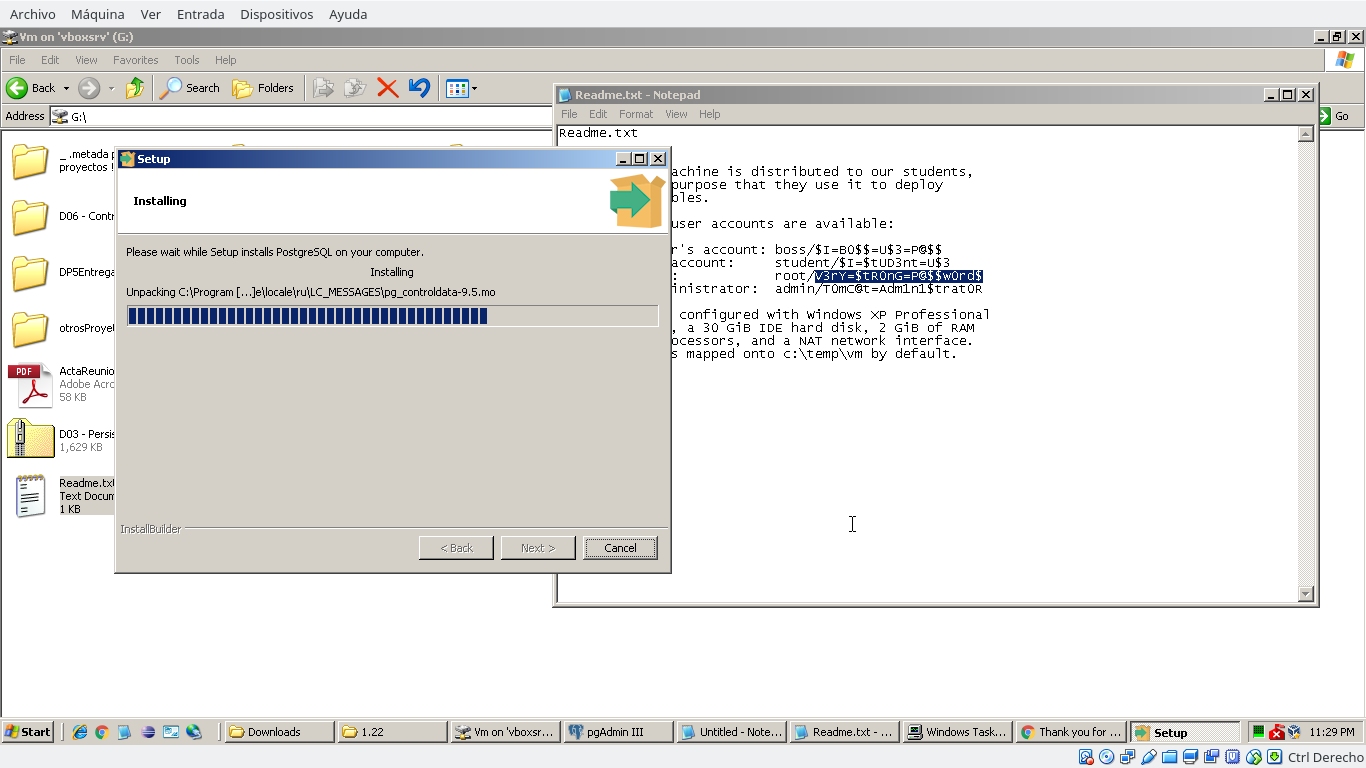 Archivo Máquina Ver Entrada Dispositivos Ayuda
Vm on 'vboxsrv' (G:)
File Edit View Favorites Tools Help
Back Search Folders
Address G:\ Go
_ .metada
proyectos !
D06 - Contr
DP5Entrega
otrosProye
PDF
ActaReunio
Adobe Acro
58 KB
D03 - Persis
1,629 KB
Readme.txt
Text Docum
1 KB
Setup
Installing
Please wait while Setup installs PostgreSQL on your computer.
Installing
Unpacking C:\Program [...]e\locale\ru\LC_MESSAGES\pg_controldata-9.5.mo
InstallBuilder
< Back Next > Cancel
Readme.txt - Notepad
File Edit Format View Help
Readme.txt
achine is distributed to our students,
purpose that they use it to deploy
bles.
user accounts are available:
r's account: boss/$I=B0$$=U$3=P@$$
account: student/$I=$tUD3nt=U$3
: root/V3rY=$tR0nG=P@$$w0rd$
inistrator: admin/T0mC@t=Adm1n1$trat0R
configured with Windows XP Professional
, a 30 GiB IDE hard disk, 2 GiB of RAM
ocessors, and a NAT network interface.
s mapped onto c:\temp\vm by default.
Start Downloads 1.22 Vm on 'vboxsr... pgAdmin III Untitled - Note... Readme.txt - ... Windows Task... Thank you for ... Setup 11:29 PM
Ctrl Derecho